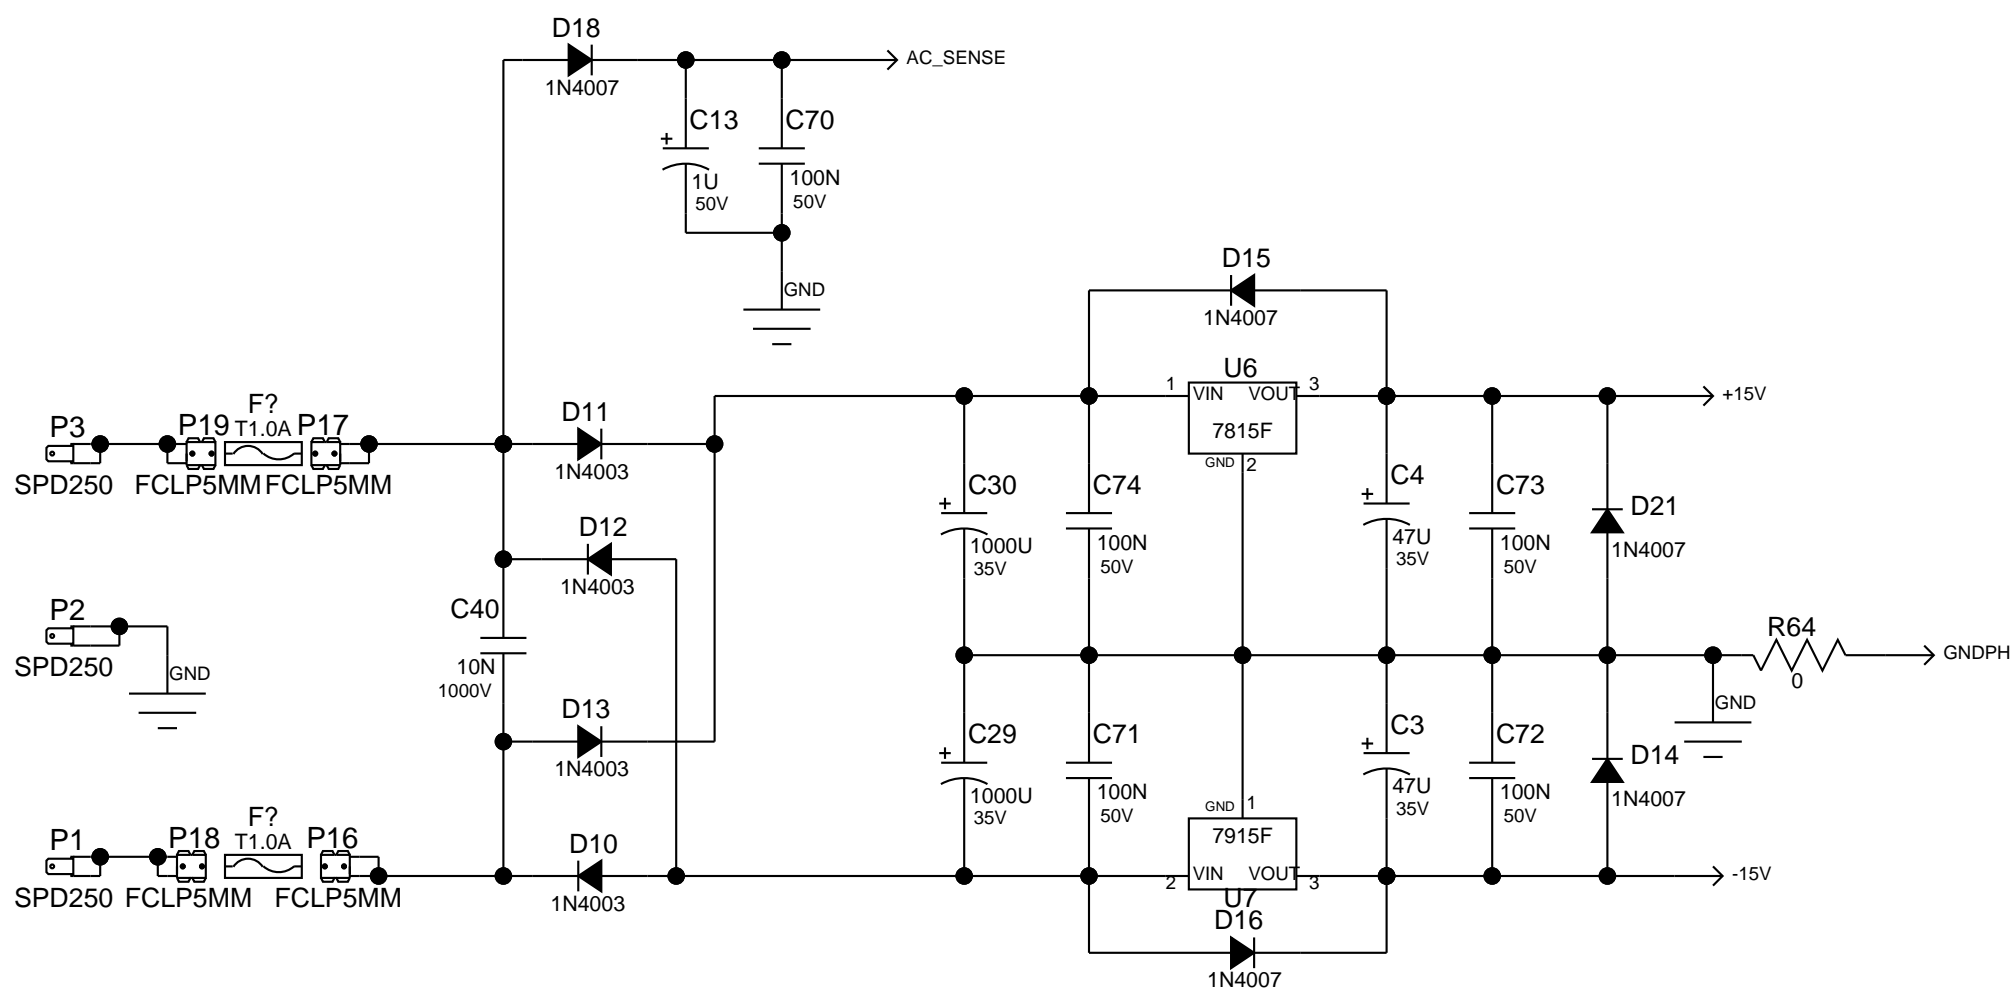 D18
AC_SENSE
1N4007
C13
C70
+
1U
50V
100N
50V
GND
D15
1N4007
U6
1
VIN
VOUT
3
7815F
GND
2
+15V
F?
T1.0A
P3
P19
P17
SPD250
FCLP5MM
FCLP5MM
D11
1N4003
D12
1N4003
C30
+
1000U
35V
C74
100N
50V
C4
+
47U
35V
C73
100N
50V
D21
1N4007
P2
SPD250
GND
C40
10N
1000V
R64
0
GNDPH
GND
D13
1N4003
C29
+
1000U
35V
C71
100N
50V
GND
1
7915F
2
VIN
VOUT
3
U7
C3
+
47U
35V
C72
100N
50V
D14
1N4007
-15V
F?
T1.0A
P1
P18
P16
SPD250
FCLP5MM
FCLP5MM
D10
1N4003
D16
1N4007